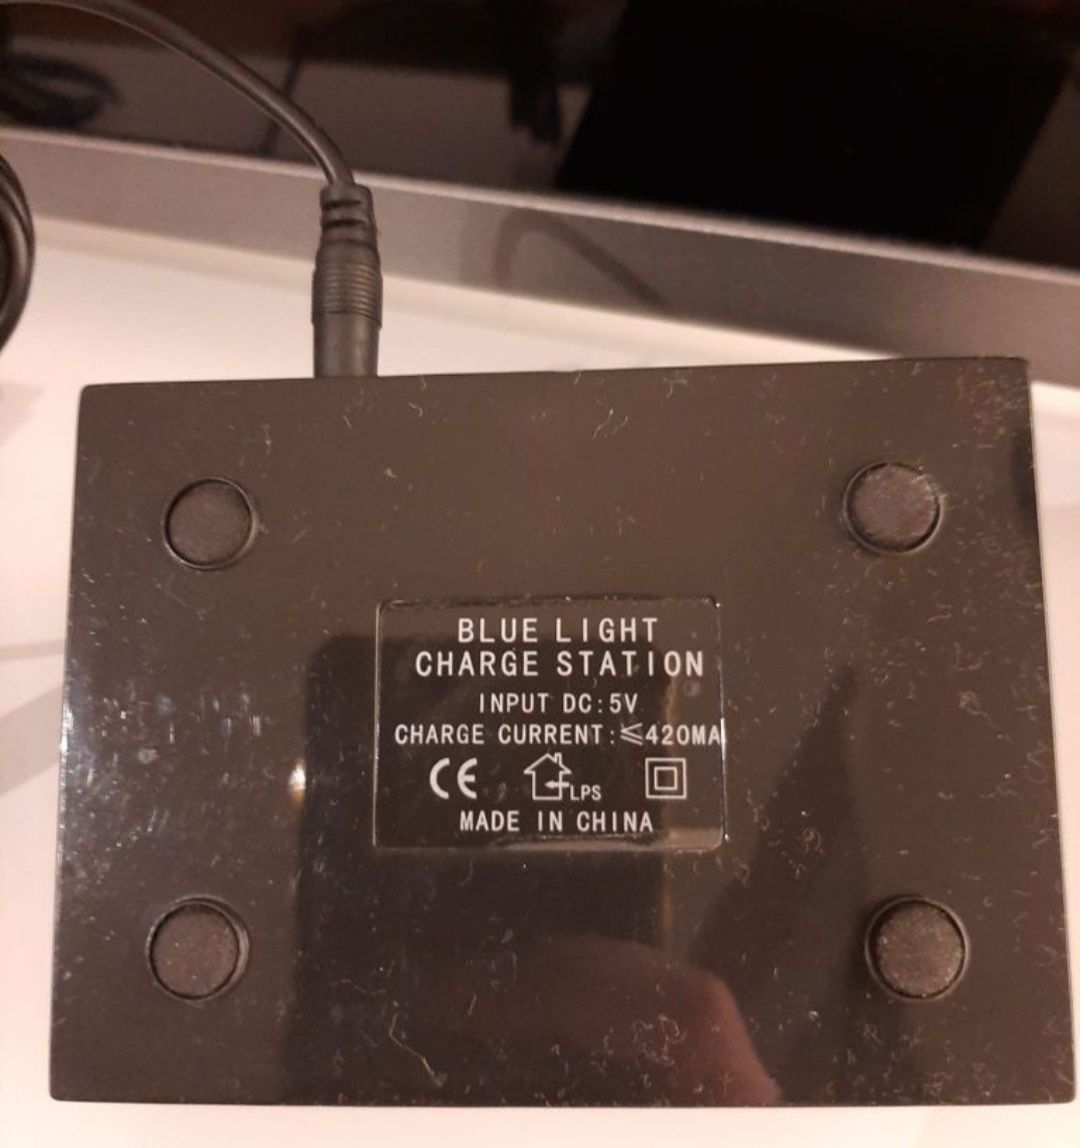 BLUE LIGHT
CHARGE STATION
INPUT DC:5V
CHARGE CURRENT:≤420MA
CE LPS
MADE IN CHINA